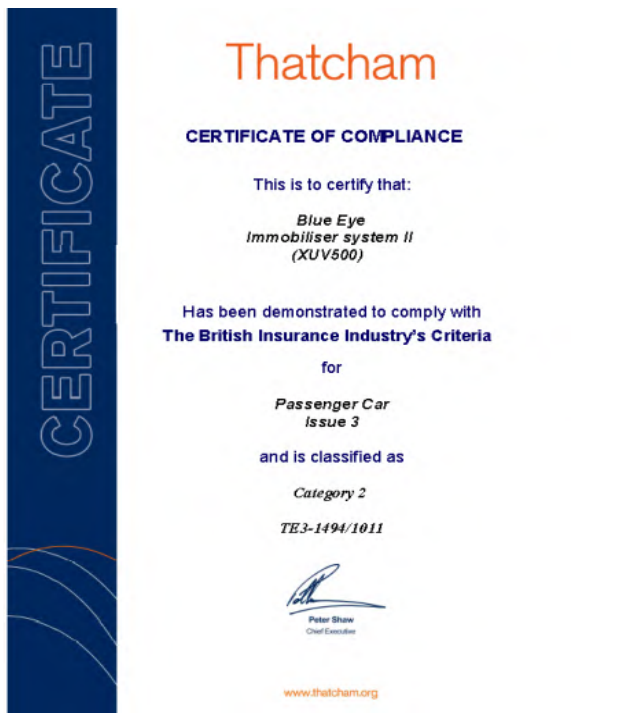 CERTIFICATE
Thatcham
CERTIFICATE OF COMPLIANCE
This is to certify that:
Blue Eye
Immobiliser system II
(XUV500)
Has been demonstrated to comply with
The British Insurance Industry's Criteria
for
Passenger Car
Issue 3
and is classified as
Category 2
TE3-1494/1011
Peter Shaw
Chief Executive
www.thatcham.org